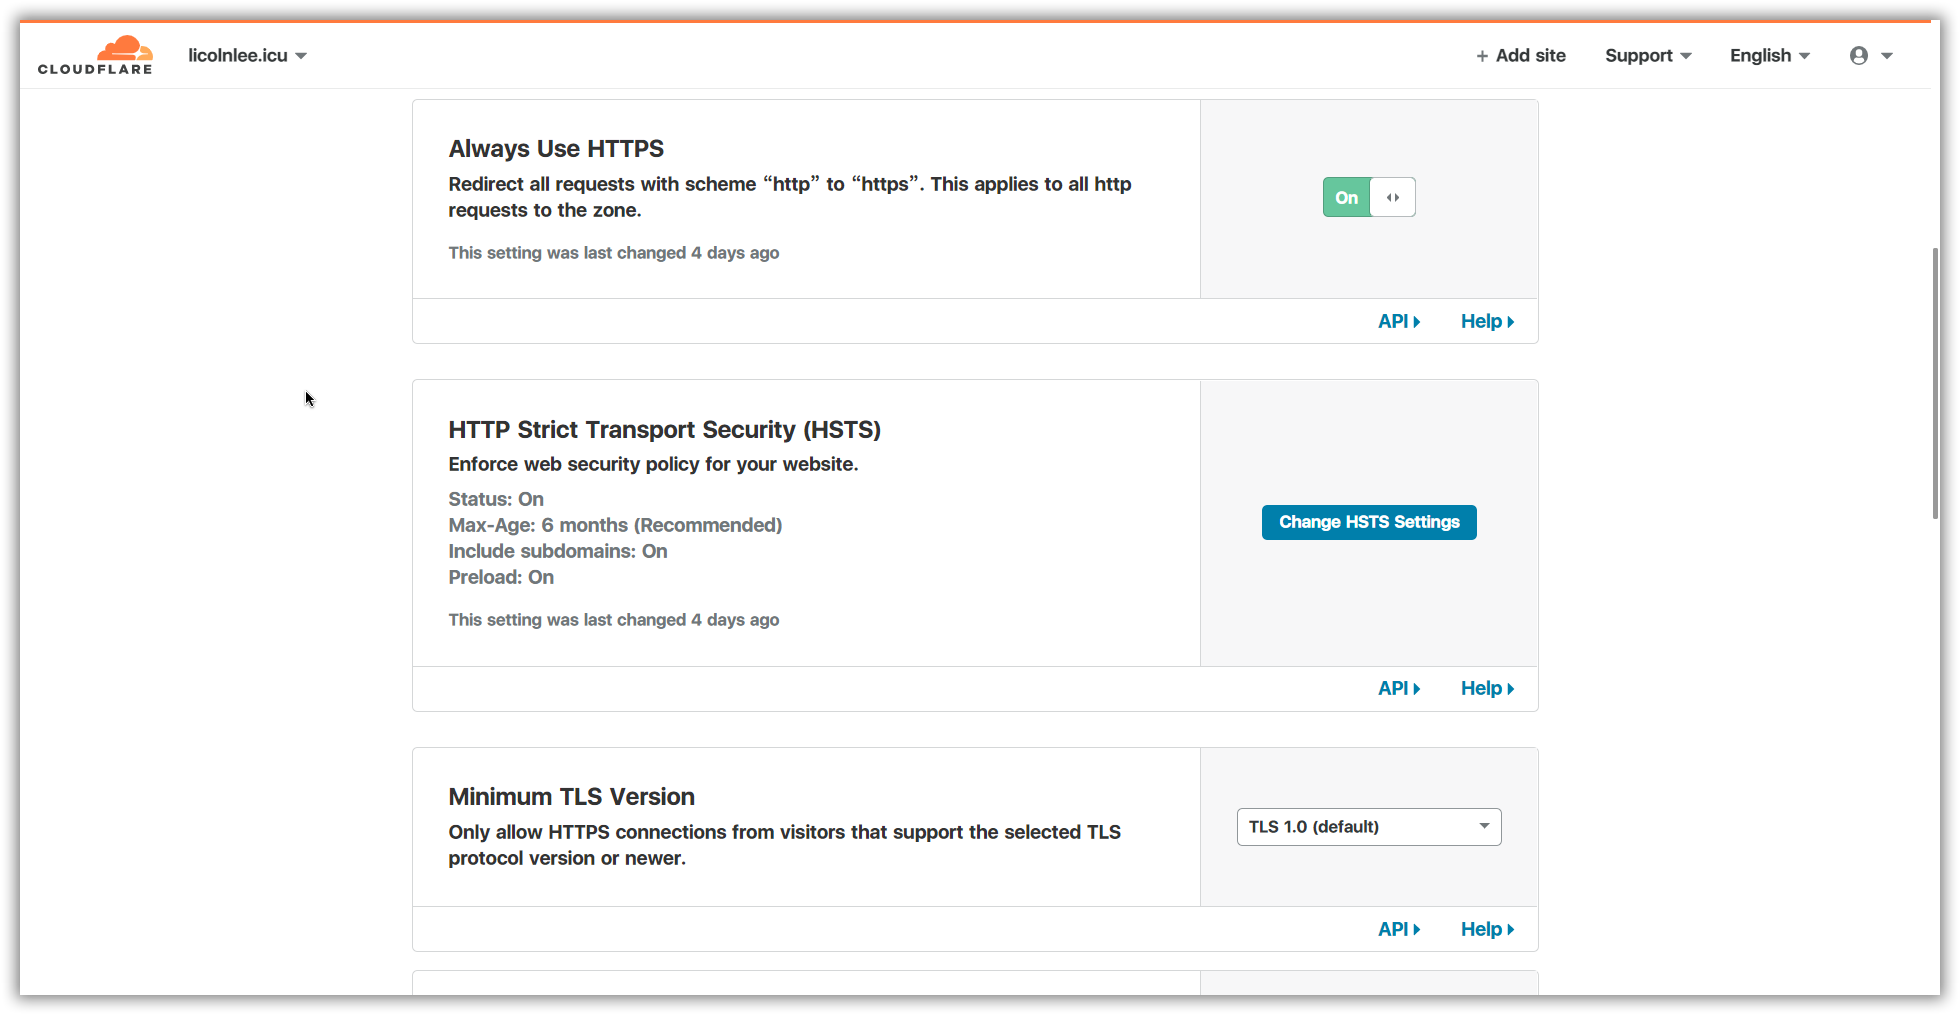 CLOUDFLARE
licolnlee.icu
+ Add site
Support
English
Always Use HTTPS
Redirect all requests with scheme “http” to “https”. This applies to all http
requests to the zone.
This setting was last changed 4 days ago
On
API
Help
HTTP Strict Transport Security (HSTS)
Enforce web security policy for your website.
Status: On
Max-Age: 6 months (Recommended)
Include subdomains: On
Preload: On
This setting was last changed 4 days ago
Change HSTS Settings
API
Help
Minimum TLS Version
Only allow HTTPS connections from visitors that support the selected TLS
protocol version or newer.
TLS 1.0 (default)
API
Help